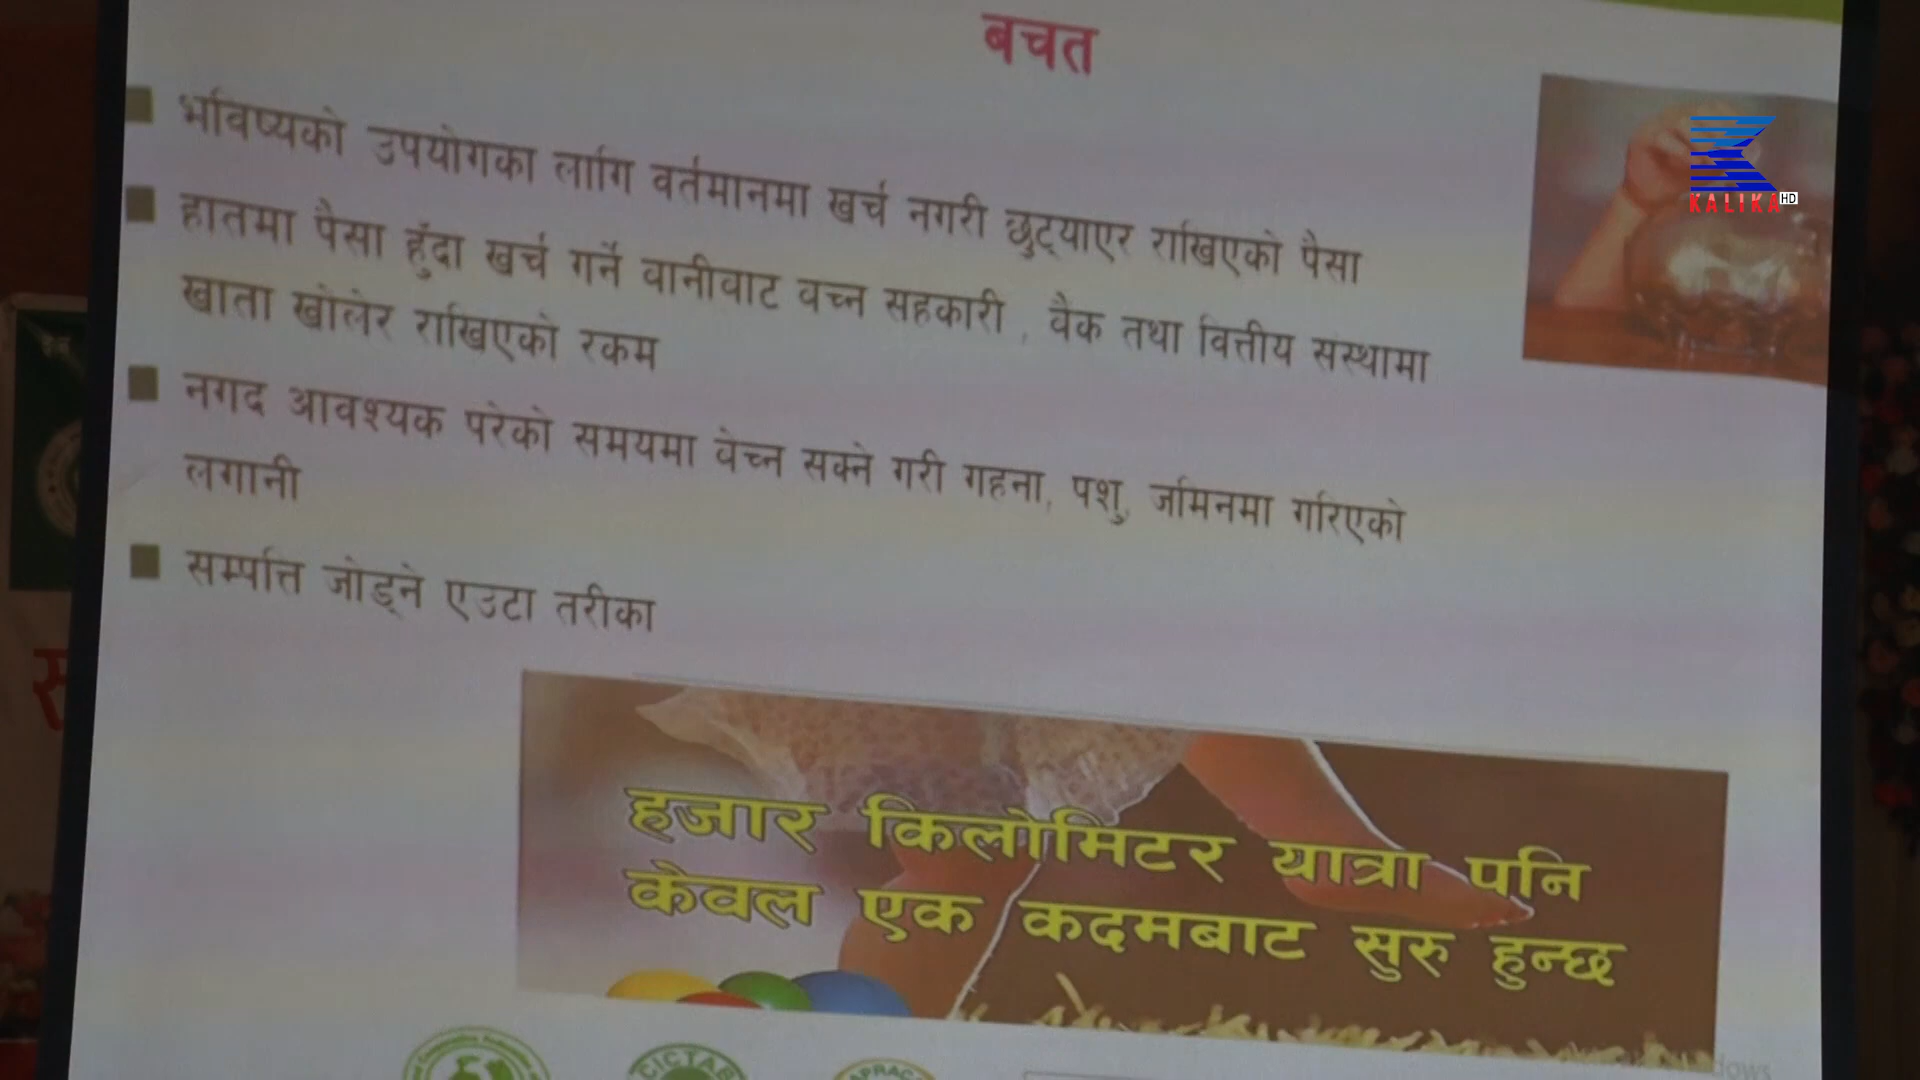 बचत
भविष्यको उपयोगका लागि वर्तमानमा खर्च नगरी छुट्याएर राखिएको पैसा
हातमा पैसा हुँदा खर्च गर्ने वानीवाट वच्न सहकारी , वैक तथा वित्तीय संस्थामा
खाता खोलेर राखिएको रकम
नगद आवश्यक परेको समयमा वेच्न सक्ने गरी गहना, पशु, जमिनमा गरिएको
लगानी
सम्पत्ति जोड्ने एउटा तरीका
हजार किलोमिटर यात्रा पनि
केवल एक कदमबाट सुरु हुन्छ
KALIKA HD
CICTAB